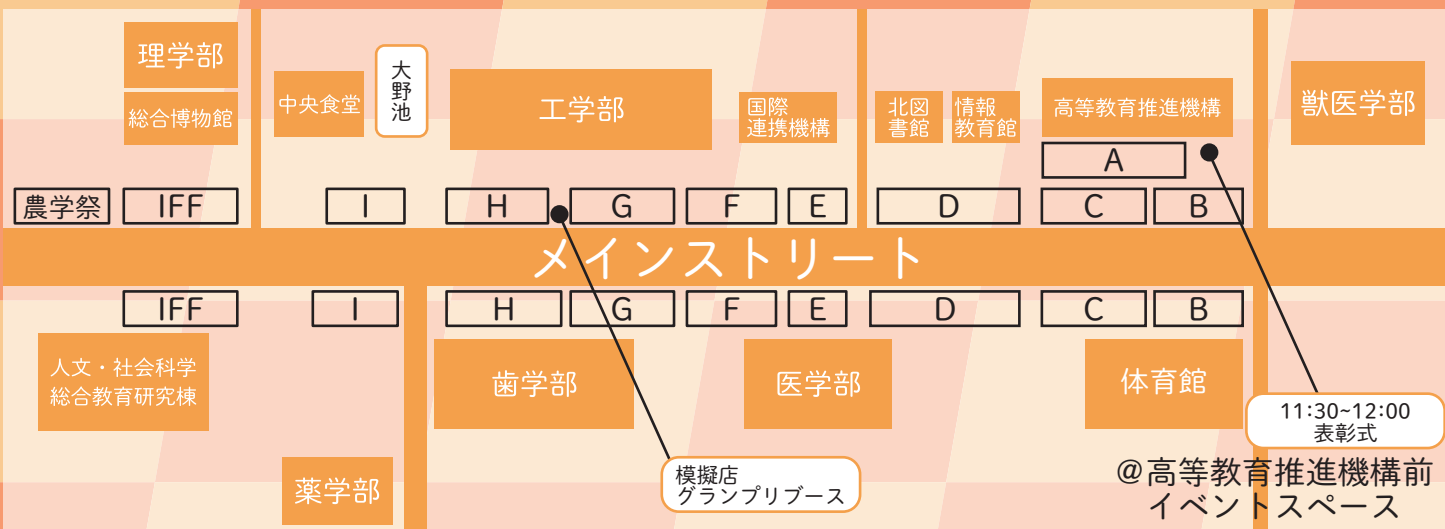 理学部
総合博物館
中央食堂
大野池
工学部
国際
連携機構
北図
書館
情報
教育館
高等教育推進機構
獣医学部
A
農学祭
IFF
I
H
G
F
E
D
C
B
メインストリート
IFF
I
H
G
F
E
D
C
B
人文・社会科学
総合教育研究棟
歯学部
医学部
体育館
11:30~12:00
表彰式
薬学部
模擬店
グランプリブース
@高等教育推進機構前
イベントスペース